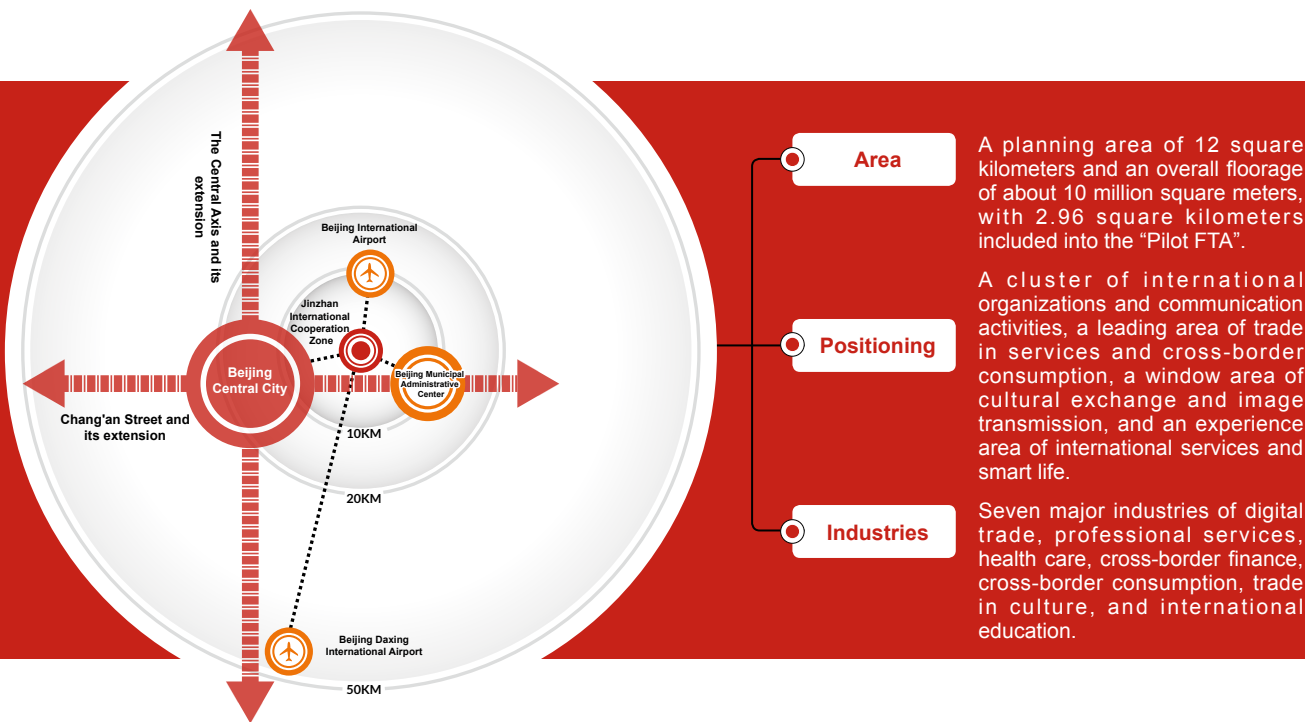 The Central Axis and its
extension
Beijing International
Airport
Jinzhan
International
Cooperation
Zone
Beijing
Central City
Beijing Municipal
Administrative
Center
Chang'an Street and
its extension
10KM
20KM
Beijing Daxing
International Airport
50KM
Area
A planning area of 12 square
kilometers and an overall floorage
of about 10 million square meters,
with 2.96 square kilometers
included into the “Pilot FTA”.
Positioning
A cluster of international
organizations and communication
activities, a leading area of trade
in services and cross-border
consumption, a window area of
cultural exchange and image
transmission, and an experience
area of international services and
smart life.
Industries
Seven major industries of digital
trade, professional services,
health care, cross-border finance,
cross-border consumption, trade
in culture, and international
education.